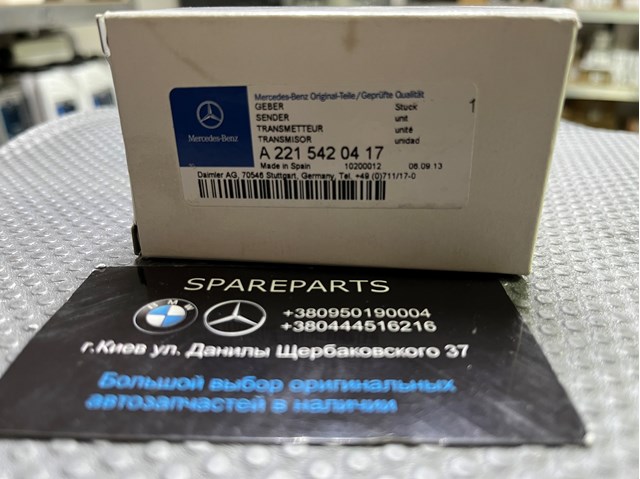 Mercedes-Benz
Mercedes-Benz Original-Teile/Geprüfte Qualität
GEBER Stück 1
SENDER unt
TRANSMETTEUR unité
TRANSMISOR unidad
A 221 542 04 17
Made in Spain 10200012 06.09.13
Daimler AG, 70546 Stuttgart, Germany, Tel. +49 (0)711/17-0
SPAREPARTS
BMW
+380950190004
+380444516216
г.Киев ул. Данилы Щербаковского 37
Большой выбор оригинальных
автозапчастей в наличии